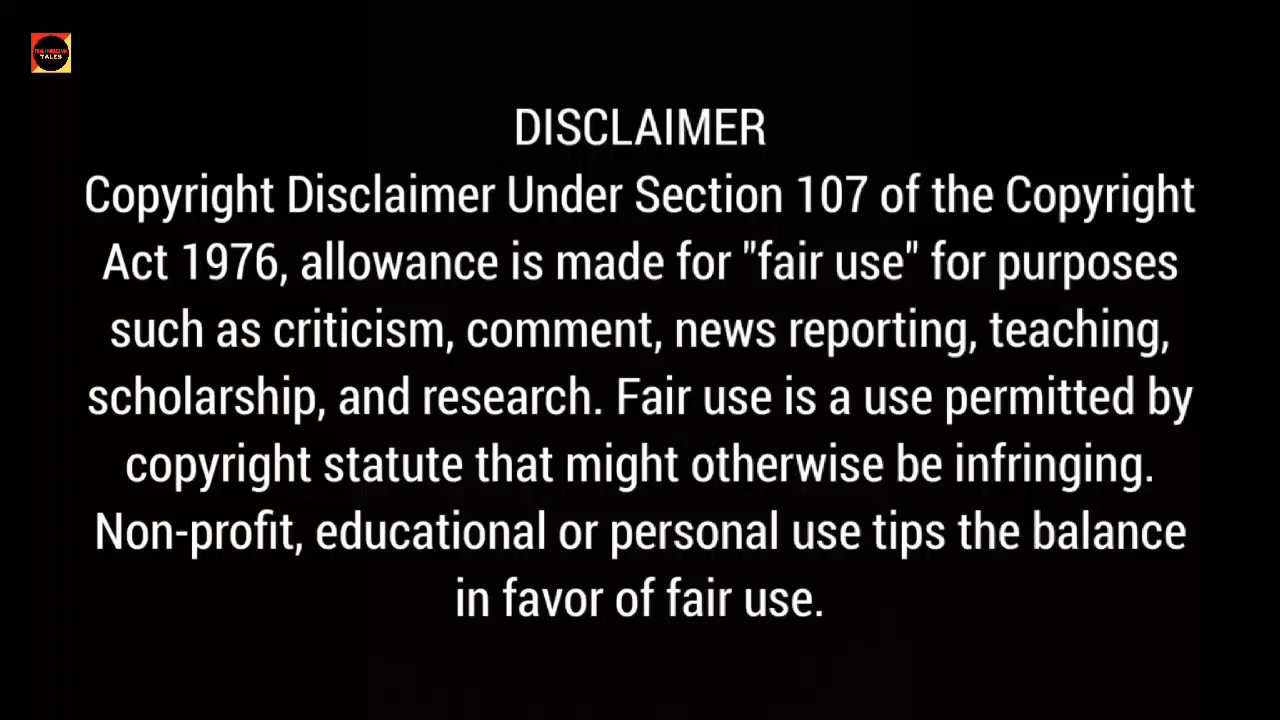 RAINBOW
TALES
DISCLAIMER
Copyright Disclaimer Under Section 107 of the Copyright
Act 1976, allowance is made for "fair use" for purposes
such as criticism, comment, news reporting, teaching,
scholarship, and research. Fair use is a use permitted by
copyright statute that might otherwise be infringing.
Non-profit, educational or personal use tips the balance
in favor of fair use.